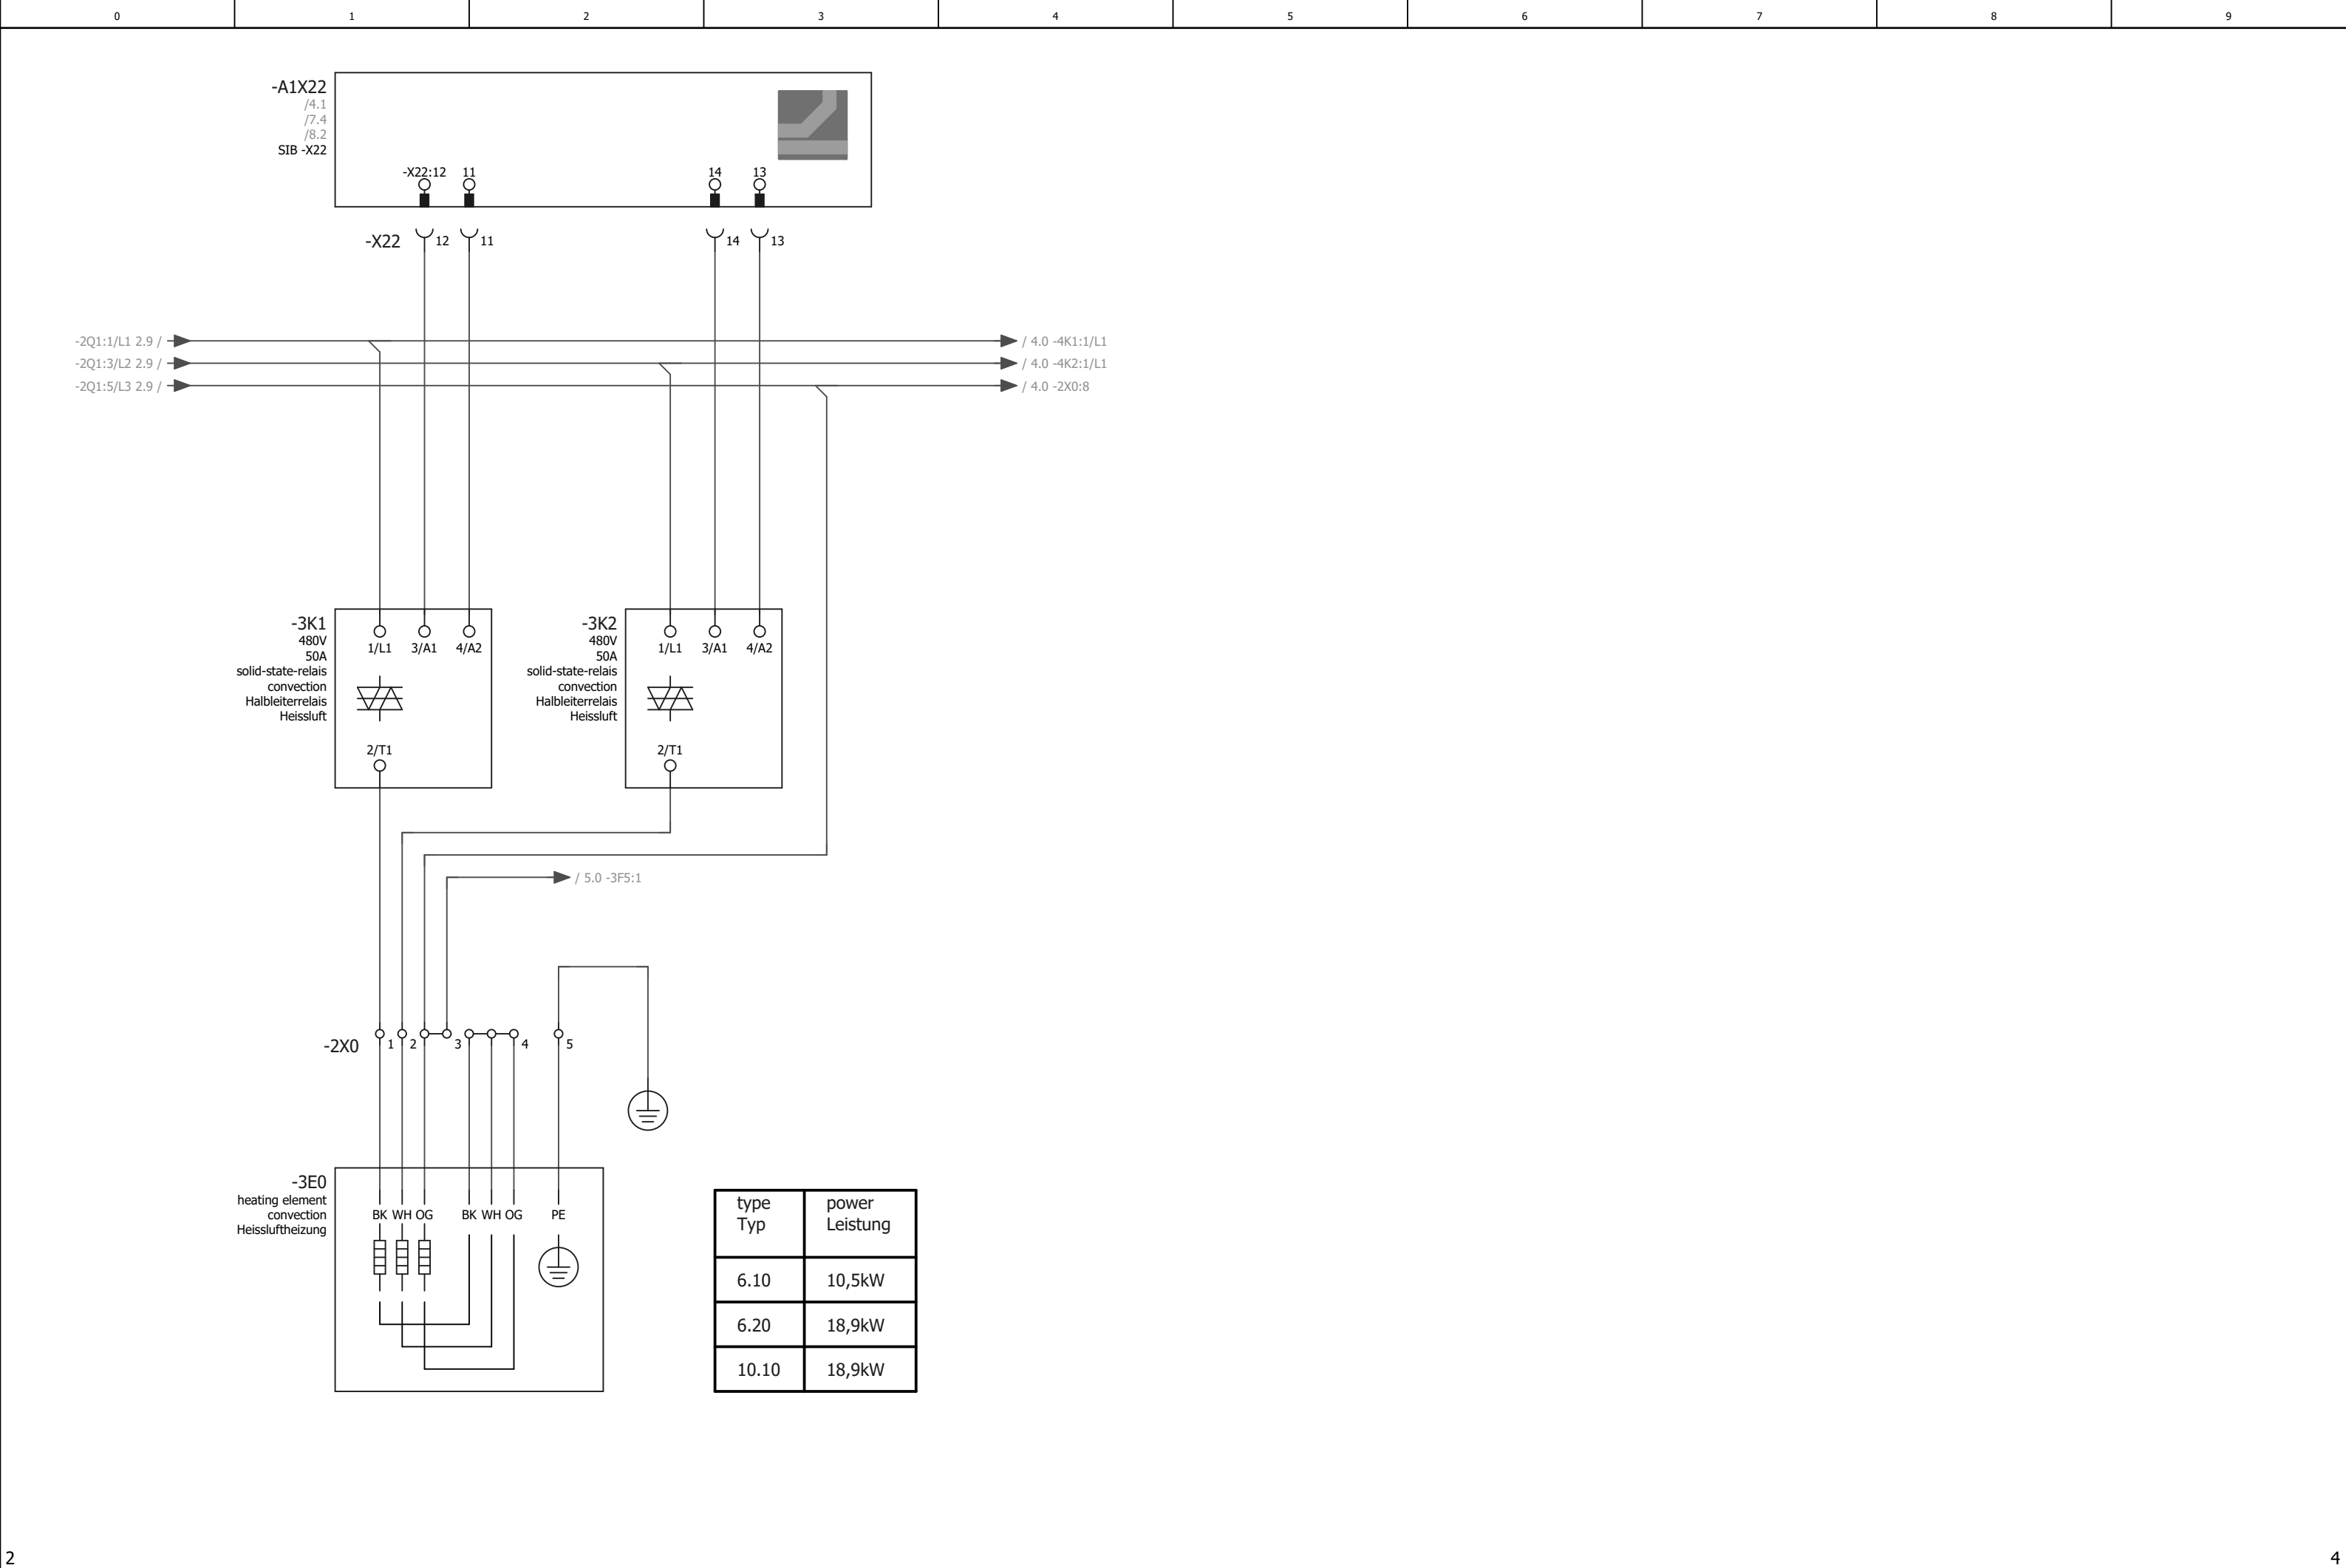 0 1 2 3 4 5 6 7 8 9
-A1X22
/4.1
/7.4
/8.2
SIB -X22
-X22:12 11 14 13
-X22 12 11 14 13
-2Q1:1/L1 2.9 / / 4.0 -4K1:1/L1
-2Q1:3/L2 2.9 / / 4.0 -4K2:1/L1
-2Q1:5/L3 2.9 / / 4.0 -2X0:8
-3K1
480V
50A
solid-state-relais
convection
Halbleiterrelais
Heissluft
1/L1 3/A1 4/A2
2/T1
-3K2
480V
50A
solid-state-relais
convection
Halbleiterrelais
Heissluft
1/L1 3/A1 4/A2
2/T1
/ 5.0 -3F5:1
-2X0 1 2 3 4 5
-3E0
heating element
convection
Heissluftheizung
BK WH OG BK WH OG PE
type power
Typ Leistung
6.10 10,5kW
6.20 18,9kW
10.10 18,9kW
2 4